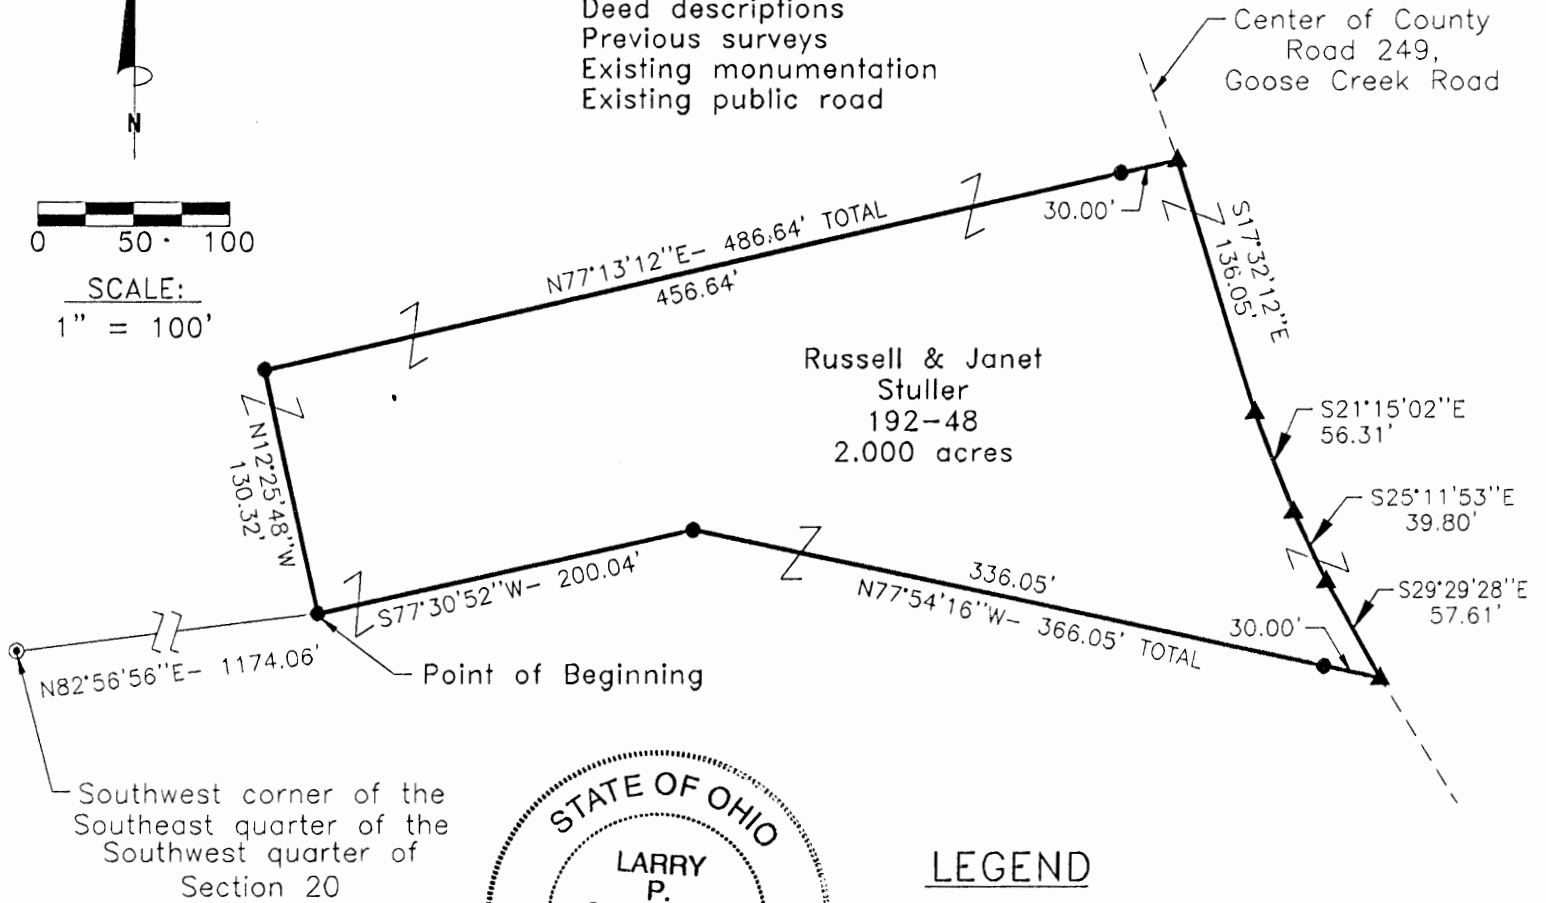 Deed descriptions
Previous surveys
Existing monumentation
Existing public road
Center of County
Road 249,
Goose Creek Road
N
0 50 100
SCALE:
1" = 100'
N77°13'12"E- 486.64' TOTAL
456.64'
30.00'
S17°32'12"E
136.05'
Russell & Janet
Stuller
192-48
2.000 acres
S21°15'02"E
56.31'
S25°11'53"E
39.80'
S29°29'28"E
57.61'
N12°25'48"W
130.32'
S77°30'52"W- 200.04'
336.05'
N77°54'16"W- 366.05' TOTAL
30.00'
N82°56'56"E- 1174.06'
Point of Beginning
Southwest corner of the
Southeast quarter of the
Southwest quarter of
Section 20
STATE OF OHIO
LARRY
P.
LEGEND